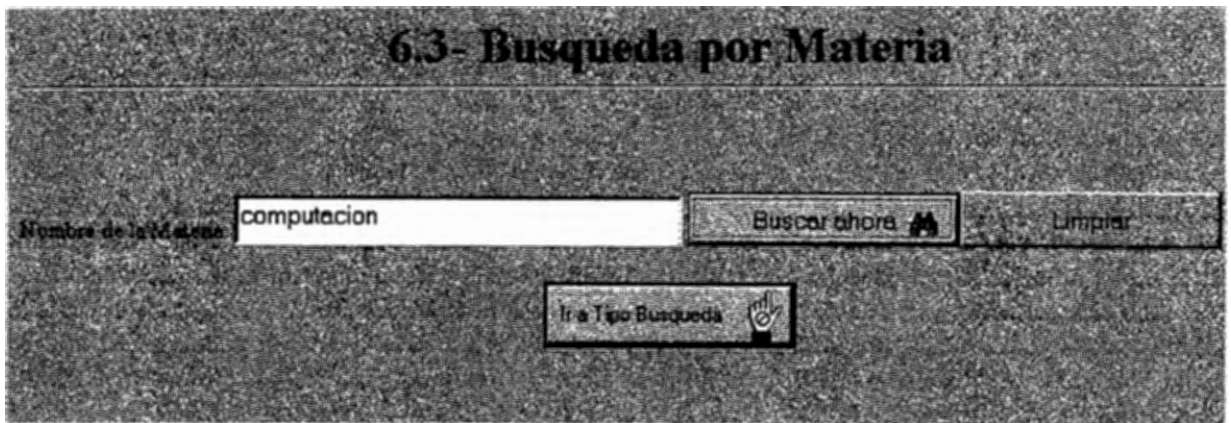 6.3- Busqueda por Materia
Nombre de la Materia computacion Buscar ahora Limpiar
Ir a Tipo Busqueda